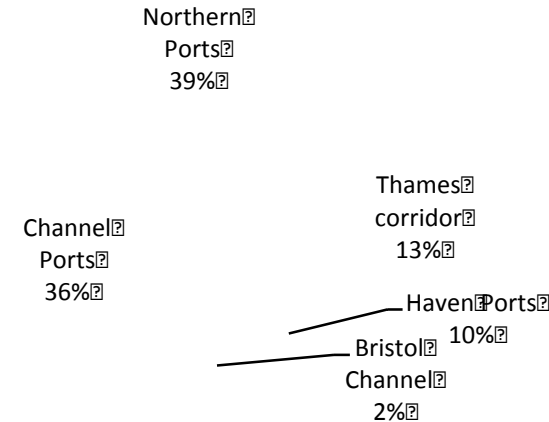 Northern
Ports
39%
Thames
corridor
13%
Channel
Ports
36%
Haven Ports
10%
Bristol
Channel
2%